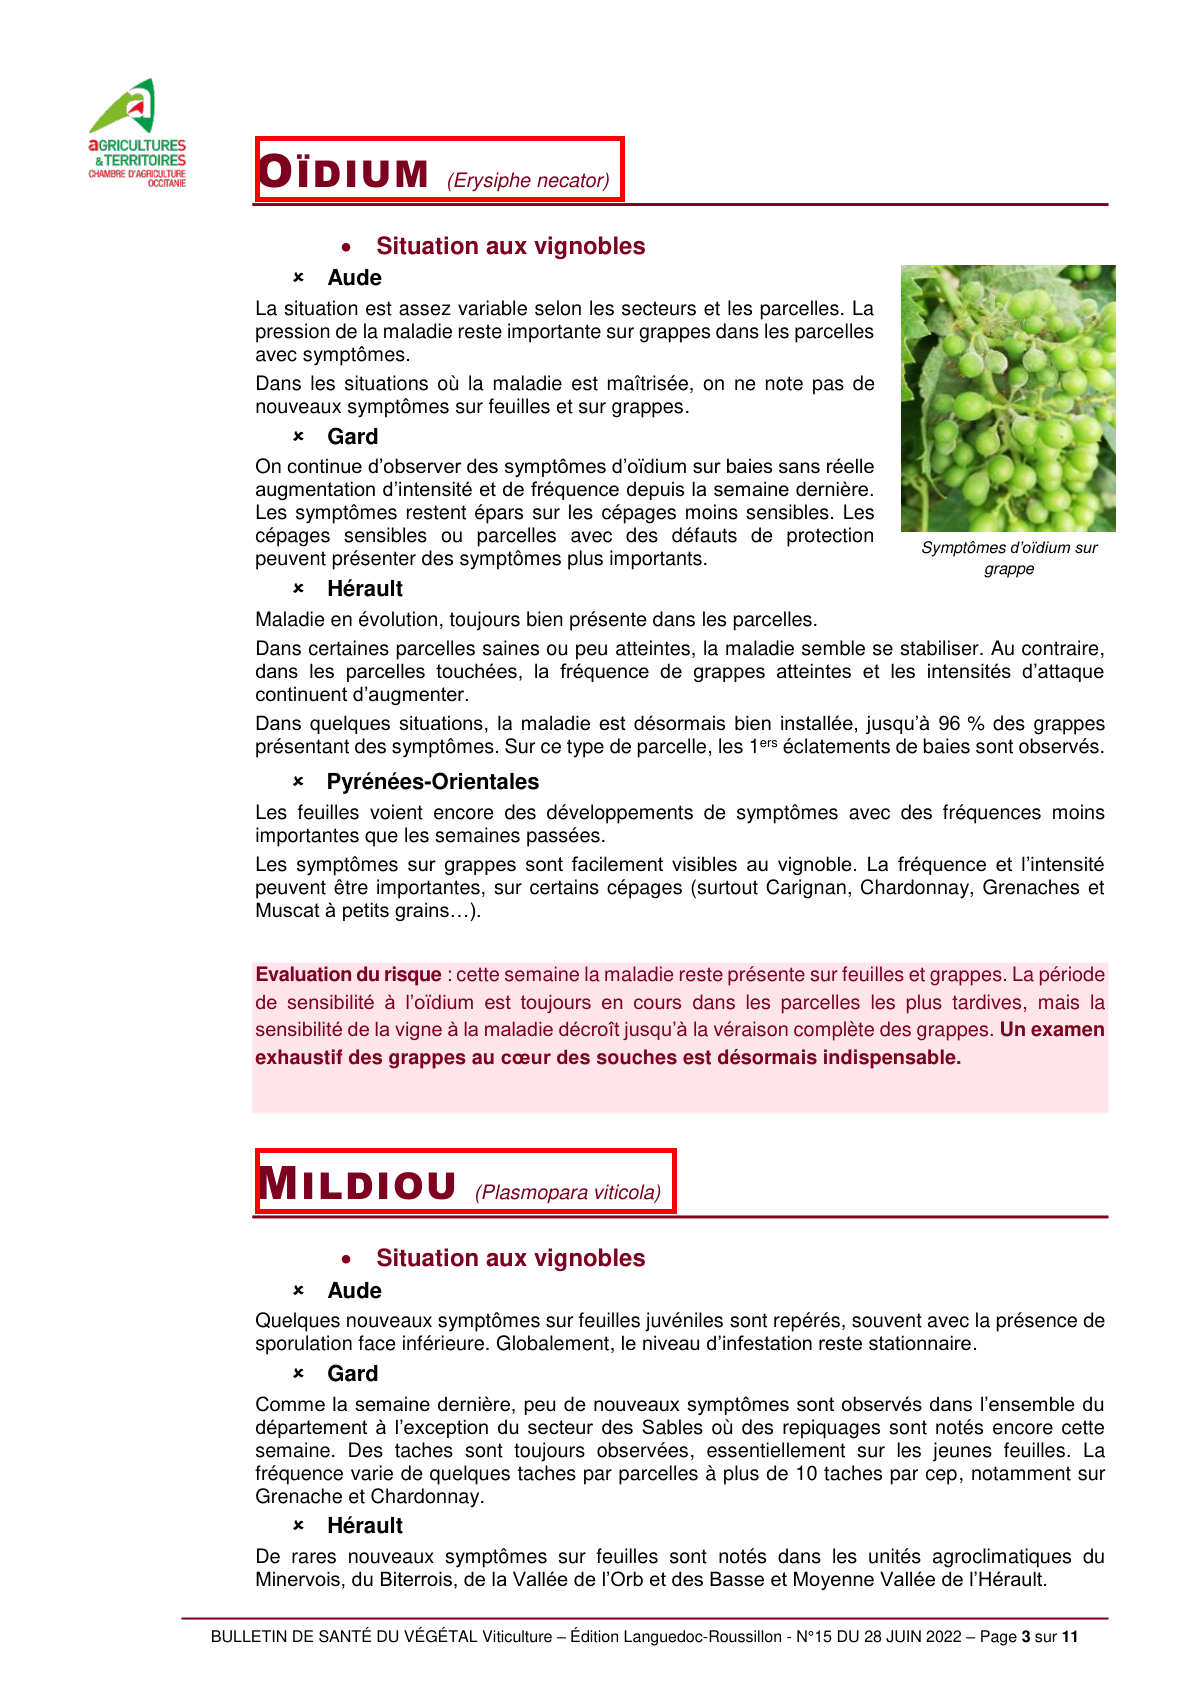 aGRICULTURES
& TERRITOIRES
CHAMBRE D'AGRICULTURE
OCCITANIE
OÏDIUM (Erysiphe necator)
• Situation aux vignobles
× Aude
La situation est assez variable selon les secteurs et les parcelles. La
pression de la maladie reste importante sur grappes dans les parcelles
avec symptômes.
Dans les situations où la maladie est maîtrisée, on ne note pas de
nouveaux symptômes sur feuilles et sur grappes.
× Gard
On continue d’observer des symptômes d’oïdium sur baies sans réelle
augmentation d’intensité et de fréquence depuis la semaine dernière.
Les symptômes restent épars sur les cépages moins sensibles. Les
cépages sensibles ou parcelles avec des défauts de protection
peuvent présenter des symptômes plus importants.
Symptômes d’oïdium sur
grappe
× Hérault
Maladie en évolution, toujours bien présente dans les parcelles.
Dans certaines parcelles saines ou peu atteintes, la maladie semble se stabiliser. Au contraire,
dans les parcelles touchées, la fréquence de grappes atteintes et les intensités d’attaque
continuent d’augmenter.
Dans quelques situations, la maladie est désormais bien installée, jusqu’à 96 % des grappes
présentant des symptômes. Sur ce type de parcelle, les 1ers éclatements de baies sont observés.
× Pyrénées-Orientales
Les feuilles voient encore des développements de symptômes avec des fréquences moins
importantes que les semaines passées.
Les symptômes sur grappes sont facilement visibles au vignoble. La fréquence et l’intensité
peuvent être importantes, sur certains cépages (surtout Carignan, Chardonnay, Grenaches et
Muscat à petits grains…).
Evaluation du risque : cette semaine la maladie reste présente sur feuilles et grappes. La période
de sensibilité à l’oïdium est toujours en cours dans les parcelles les plus tardives, mais la
sensibilité de la vigne à la maladie décroît jusqu’à la véraison complète des grappes. Un examen
exhaustif des grappes au cœur des souches est désormais indispensable.
MILDIOU (Plasmopara viticola)
• Situation aux vignobles
× Aude
Quelques nouveaux symptômes sur feuilles juvéniles sont repérés, souvent avec la présence de
sporulation face inférieure. Globalement, le niveau d’infestation reste stationnaire.
× Gard
Comme la semaine dernière, peu de nouveaux symptômes sont observés dans l’ensemble du
département à l’exception du secteur des Sables où des repiquages sont notés encore cette
semaine. Des taches sont toujours observées, essentiellement sur les jeunes feuilles. La
fréquence varie de quelques taches par parcelles à plus de 10 taches par cep, notamment sur
Grenache et Chardonnay.
× Hérault
De rares nouveaux symptômes sur feuilles sont notés dans les unités agroclimatiques du
Minervois, du Biterrois, de la Vallée de l’Orb et des Basse et Moyenne Vallée de l’Hérault.
BULLETIN DE SANTÉ DU VÉGÉTAL Viticulture – Édition Languedoc-Roussillon - N°15 DU 28 JUIN 2022 – Page 3 sur 11